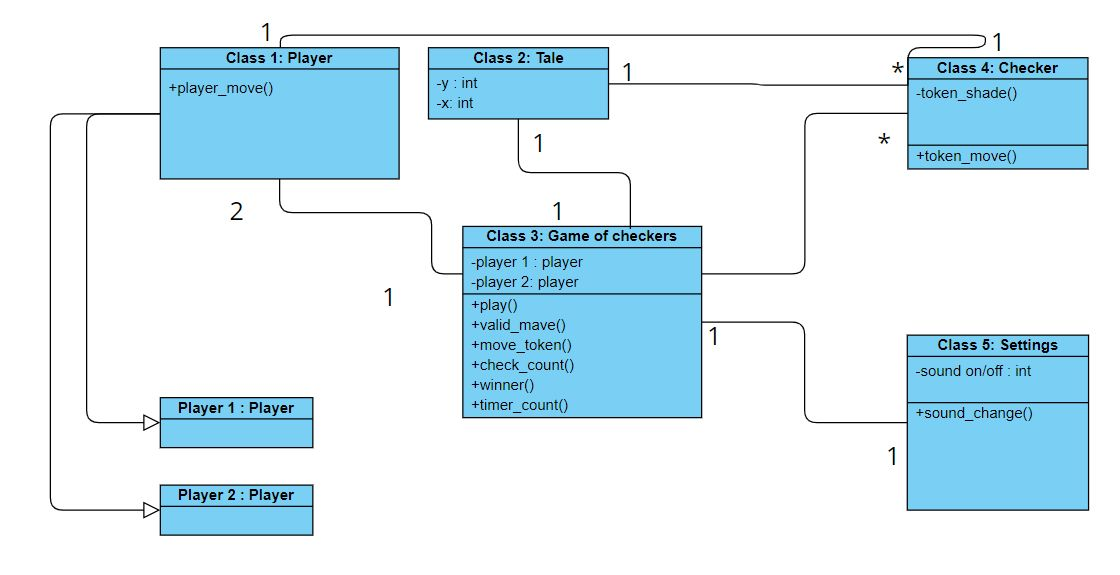 1
Class 1: Player
+player_move()
Class 2: Tale
-y : int
-x: int
1
1
*
Class 4: Checker
-token_shade()
+token_move()
*
1
2
1
1
Class 3: Game of checkers
-player 1 : player
-player 2: player
+play()
+valid_mave()
+move_token()
+check_count()
+winner()
+timer_count()
1
Class 5: Settings
-sound on/off : int
+sound_change()
1
Player 1 : Player
Player 2 : Player